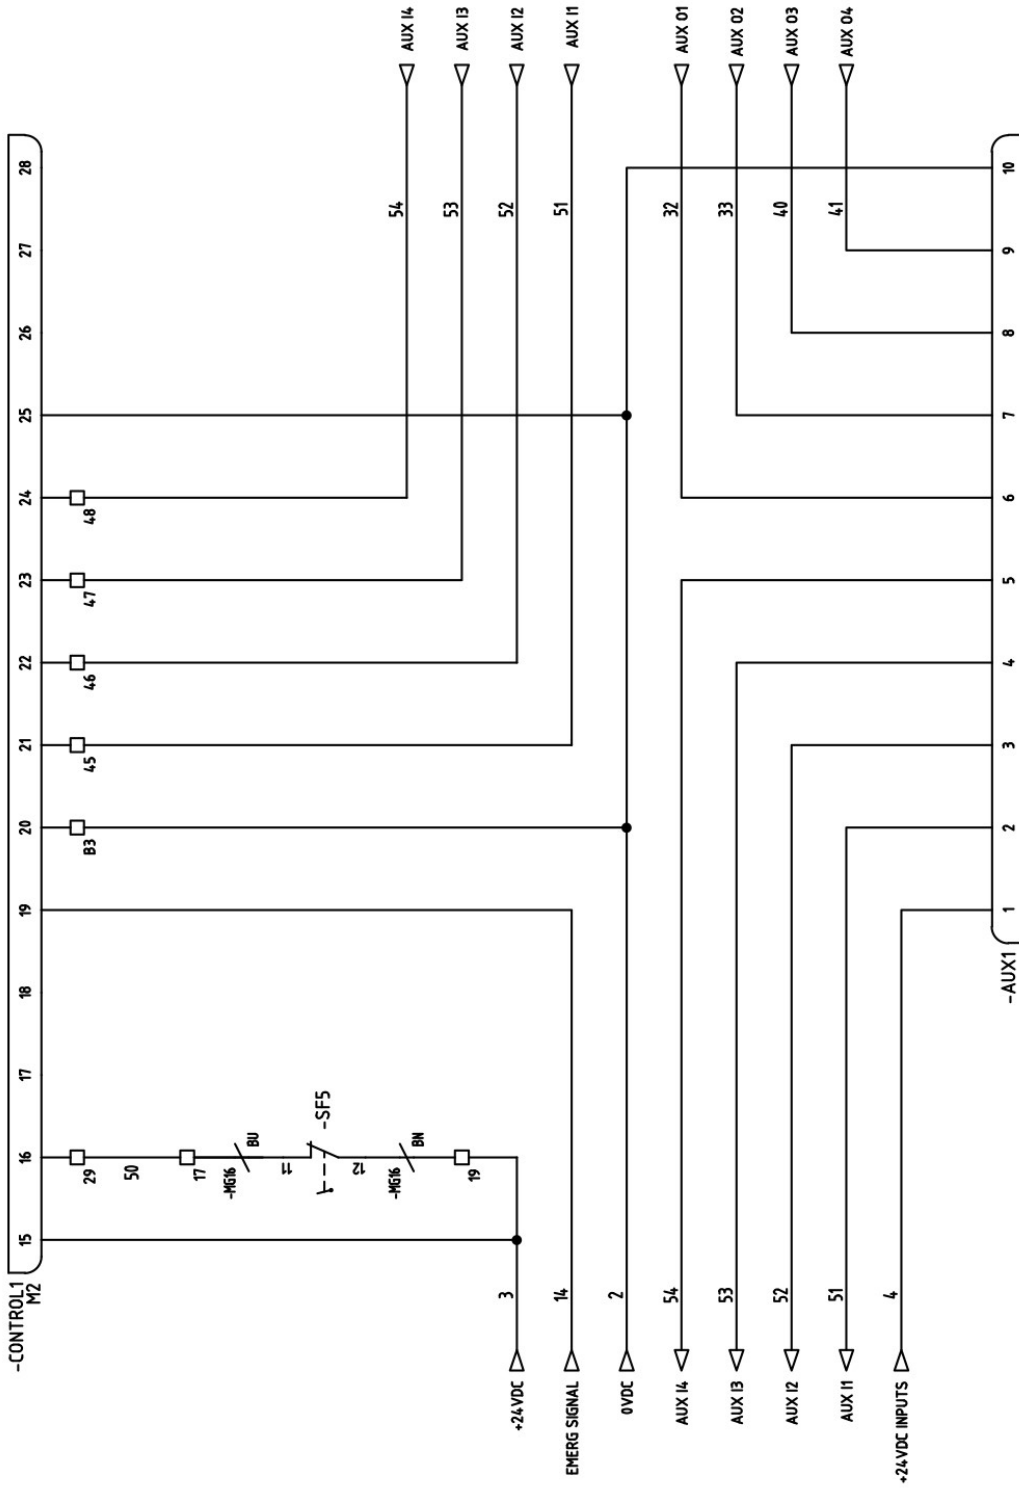 -CONTROL1
M2
15
16
17
18
19
20
21
22
23
24
25
26
27
28
29
50
17
-MG16
BU
11
-SF5
12
-MG16
BN
19
B3
45
46
47
48
+24VDC
3
EMERG SIGNAL
14
0VDC
2
54
AUX I4
53
AUX I3
52
AUX I2
51
AUX I1
AUX I4
54
AUX I3
53
AUX I2
52
AUX I1
51
+24VDC INPUTS
4
32
AUX O1
33
AUX O2
40
AUX O3
41
AUX O4
-AUX1
1
2
3
4
5
6
7
8
9
10